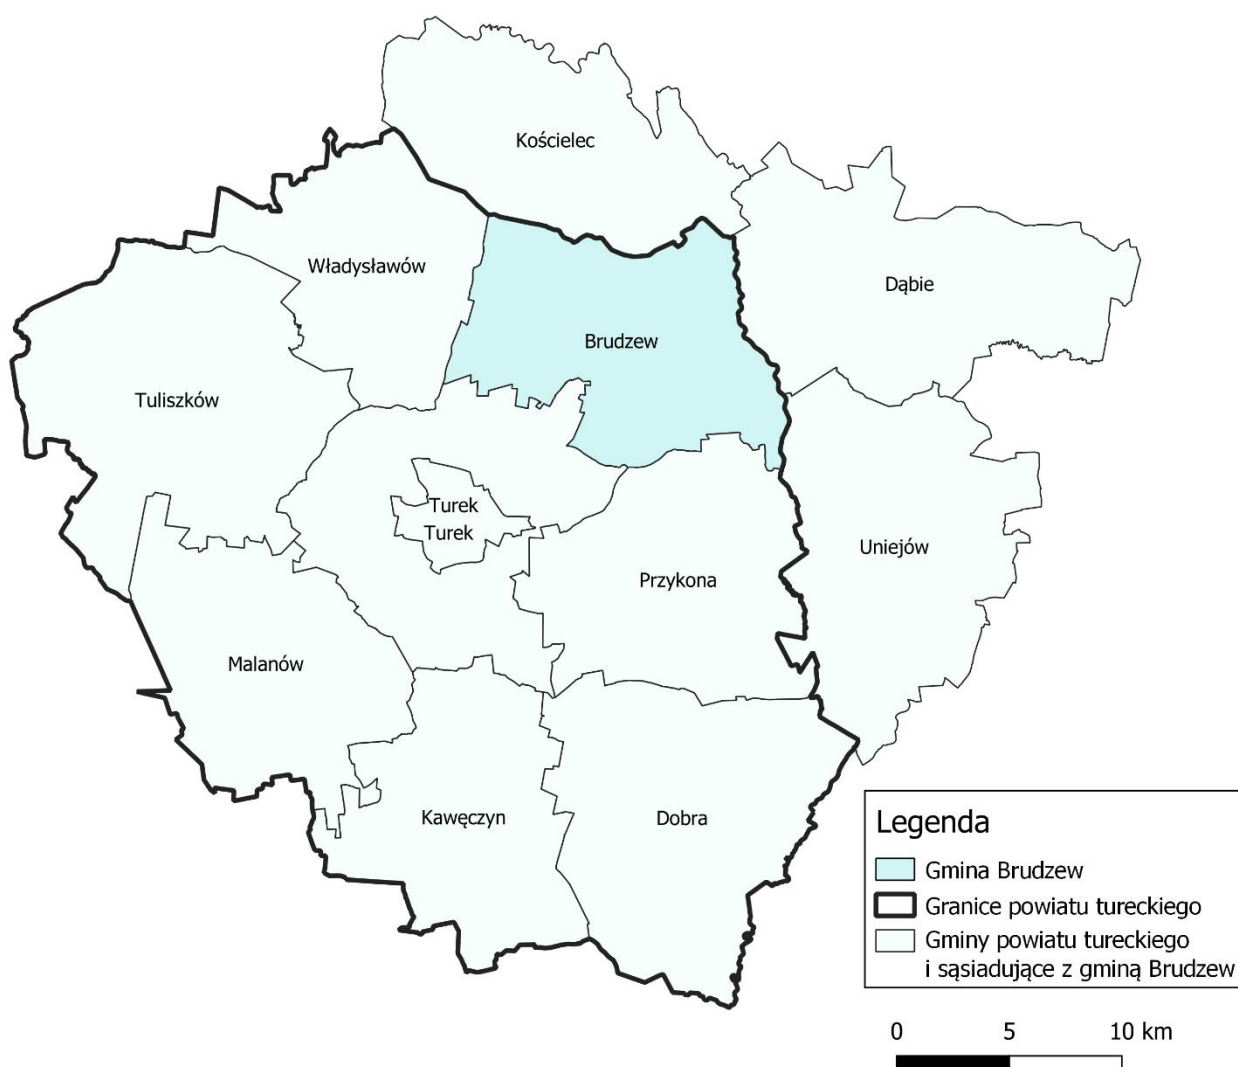 Kościelec
Władysławów
Dąbie
Brudzew
Tuliszków
Turek
Turek
Uniejów
Przykona
Malanów
Kawęczyn
Dobra
Legenda
Gmina Brudzew
Granice powiatu tureckiego
Gminy powiatu tureckiego
i sąsiadujące z gminą Brudzew
0 5 10 km